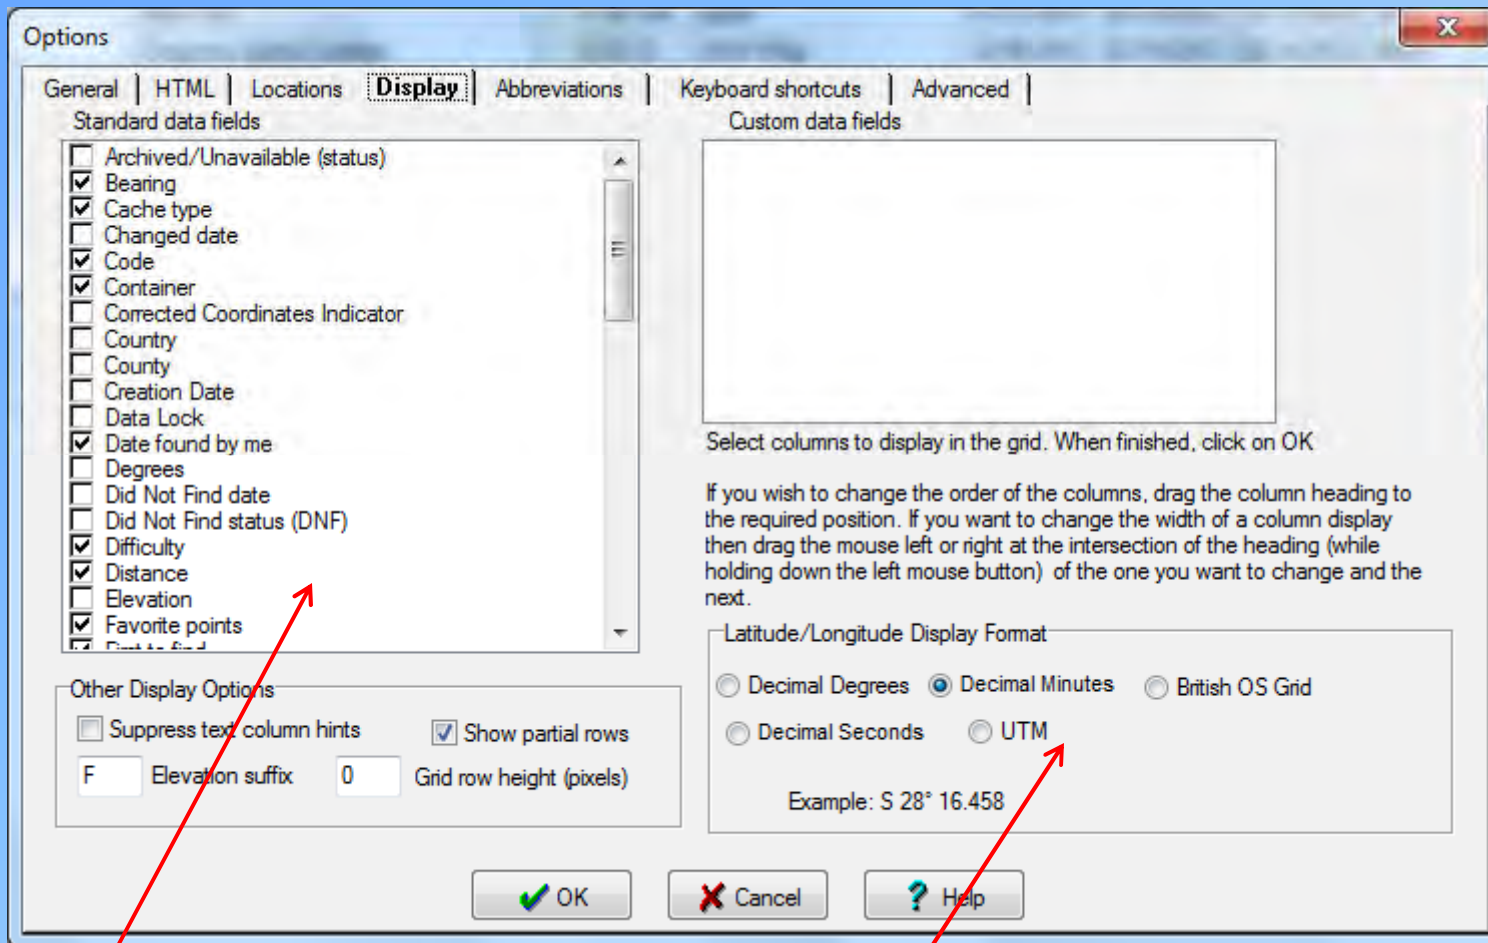 Options
General
HTML
Locations
Display
Abbreviations
Keyboard shortcuts
Advanced
Standard data fields
Archived/Unavailable (status)
Bearing
Cache type
Changed date
Code
Container
Corrected Coordinates Indicator
Country
County
Creation Date
Data Lock
Date found by me
Degrees
Did Not Find date
Did Not Find status (DNF)
Difficulty
Distance
Elevation
Favorite points
First to find
Custom data fields
Select columns to display in the grid. When finished, click on OK
If you wish to change the order of the columns, drag the column heading to
the required position. If you want to change the width of a column display
then drag the mouse left or right at the intersection of the heading (while
holding down the left mouse button)  of the one you want to change and the
next.
Other Display Options
Suppress text column hints
Show partial rows
F Elevation suffix
0 Grid row height (pixels)
Latitude/Longitude Display Format
Decimal Degrees
Decimal Minutes
British OS Grid
Decimal Seconds
UTM
Example: S 28° 16.458
OK
Cancel
Help